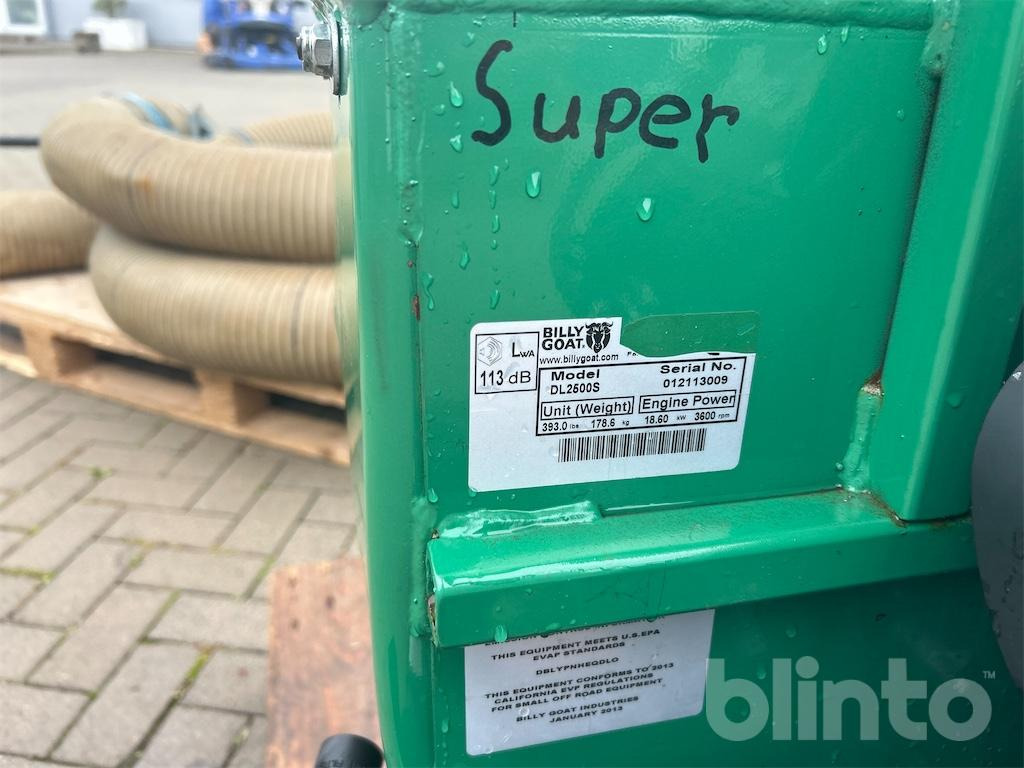 Super
BILLY GOAT
www.billygoat.com
LWA
113 dB
Model Serial No.
DL2500S 012113009
Unit (Weight) Engine Power
393.0 lbs 178.6 kg 18.60 kW 3600 rpm
THIS EQUIPMENT MEETS U.S.EPA
EVAP STANDARDS
DBLYPNHEQDLO
THIS EQUIPMENT CONFORMS TO 2013
CALIFORNIA EVP REGULATIONS
FOR SMALL OFF ROAD EQUIPMENT
BILLY GOAT INDUSTRIES
JANUARY 2013
blinto™